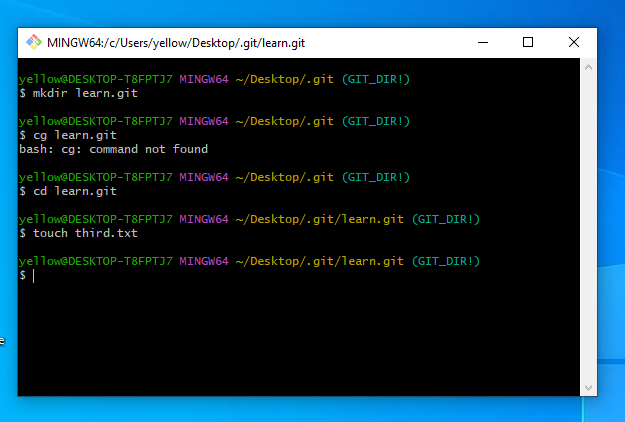 MINGW64:/c/Users/yellow/Desktop/.git/learn.git
yellow@DESKTOP-T8FPTJ7 MINGW64 ~/Desktop/.git (GIT_DIR!)
$ mkdir learn.git
yellow@DESKTOP-T8FPTJ7 MINGW64 ~/Desktop/.git (GIT_DIR!)
$ cg learn.git
bash: cg: command not found
yellow@DESKTOP-T8FPTJ7 MINGW64 ~/Desktop/.git (GIT_DIR!)
$ cd learn.git
yellow@DESKTOP-T8FPTJ7 MINGW64 ~/Desktop/.git/learn.git (GIT_DIR!)
$ touch third.txt
yellow@DESKTOP-T8FPTJ7 MINGW64 ~/Desktop/.git/learn.git (GIT_DIR!)
$
e